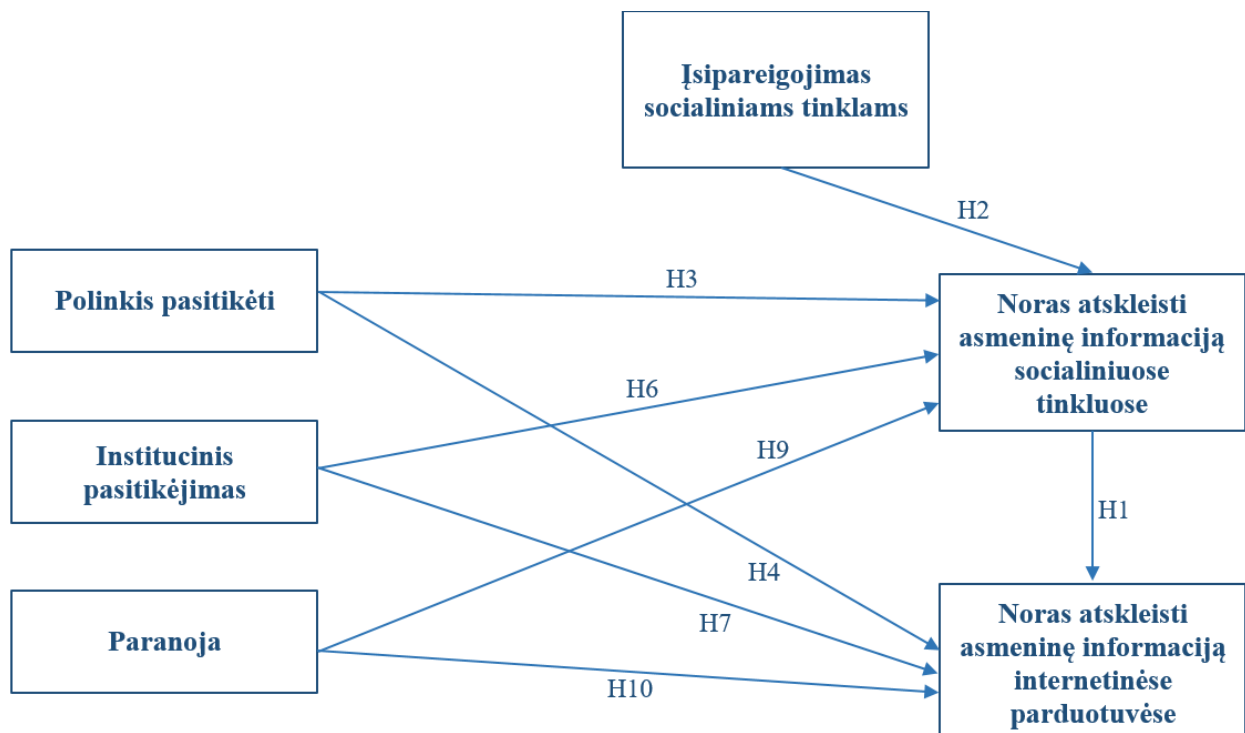 Įsipareigojimas
socialiniams tinklams
H2
Polinkis pasitikėti
H3
Noras atskleisti
asmeninę informaciją
socialiniuose
tinkluose
H6
Institucinis
pasitikėjimas
H9
H1
H4
H7
Paranoja
H10
Noras atskleisti
asmeninę informaciją
internetinėse
parduotuvėse